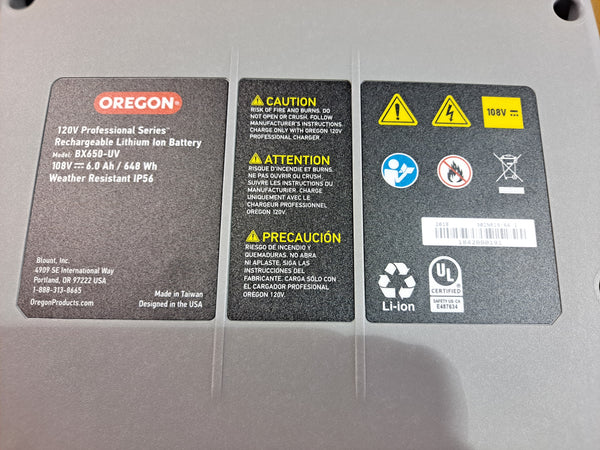 OREGON
120V Professional Series™
Rechargeable Lithium Ion Battery
Model: BX650-UV
108V ⎓ 6.0 Ah / 648 Wh
Weather Resistant IP56
Blount, Inc.
4909 SE International Way
Portland, OR 97222 USA
1-888-313-8665
OregonProducts.com
Made in Taiwan
Designed in the USA
CAUTION
RISK OF FIRE AND BURNS. DO
NOT OPEN OR CRUSH. FOLLOW
MANUFACTURER'S INSTRUCTIONS.
CHARGE ONLY WITH OREGON 120V
PROFESSIONAL CHARGER.
ATTENTION
RISQUE D'INCENDIE ET BURNS.
NE PAS OUVRIR OU CRUSH.
SUIVRE LES INSTRUCTIONS DU
MANUFACTURIER. CHARGE
UNIQUEMENT AVEC LE
CHARGEUR PROFESSIONNEL
OREGON 120V.
PRECAUCIÓN
RIESGO DE INCENDIO Y
QUEMADURAS. NO ABRA
NI APLASTE, SIGA LAS
INSTRUCCIONES DEL
FABRICANTE. CARGA SÓLO CON
EL CARGADOR PROFESIONAL
OREGON 120V.
108V ⎓
Li-ion
UL
CERTIFIED
SAFETY US CA
E487634